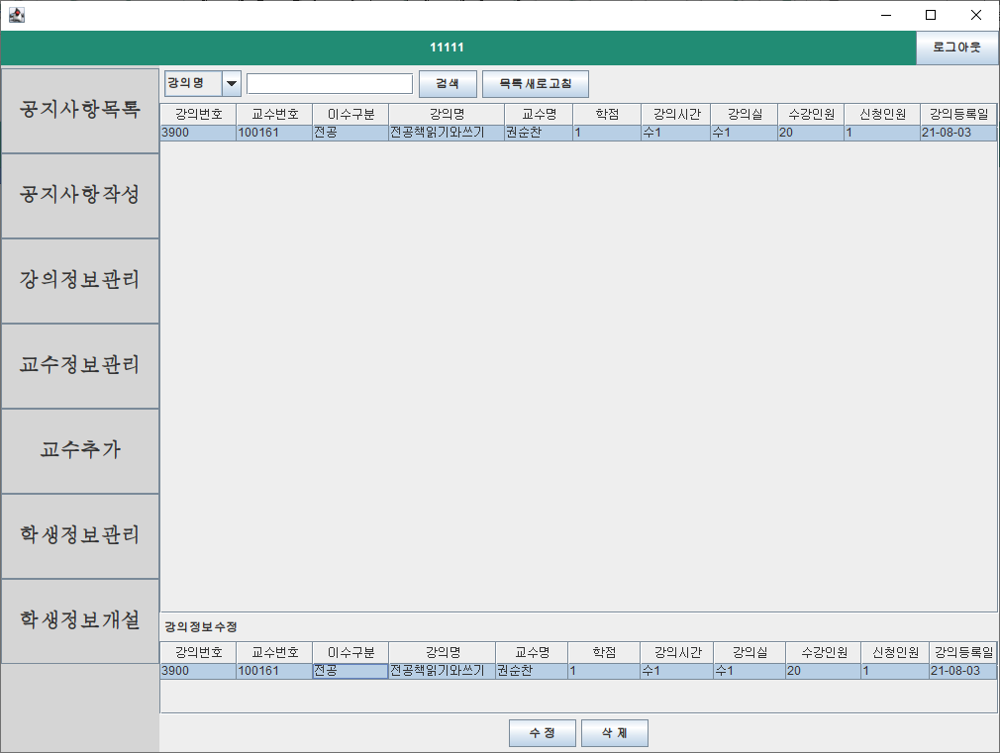 11111 로그아웃
공지사항목록
공지사항작성
강의정보관리
교수정보관리
교수추가
학생정보관리
학생정보개설
강의명 검색 목록새로고침
강의번호 교수번호 이수구분 강의명 교수명 학점 강의시간 강의실 수강인원 신청인원 강의등록일
3900 100161 전공 전공책읽기와쓰기 권순찬 1 수1 수1 20 1 21-08-03
강의정보수정
강의번호 교수번호 이수구분 강의명 교수명 학점 강의시간 강의실 수강인원 신청인원 강의등록일
3900 100161 전공 전공책읽기와쓰기 권순찬 1 수1 수1 20 1 21-08-03
수 정 삭 제